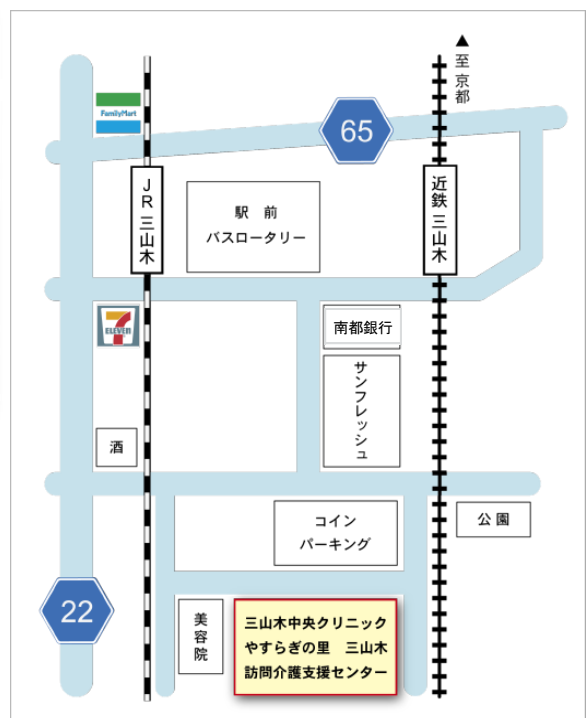 ▲至京都
FamilyMart
65
JR三山木
駅 前
バスロータリー
近鉄三山木
7
ELEVEN
南都銀行
サンフレッシュ
酒
コイン
パーキング
公園
22
美容院
三山木中央クリニック
やすらぎの里 三山木
訪問介護支援センター